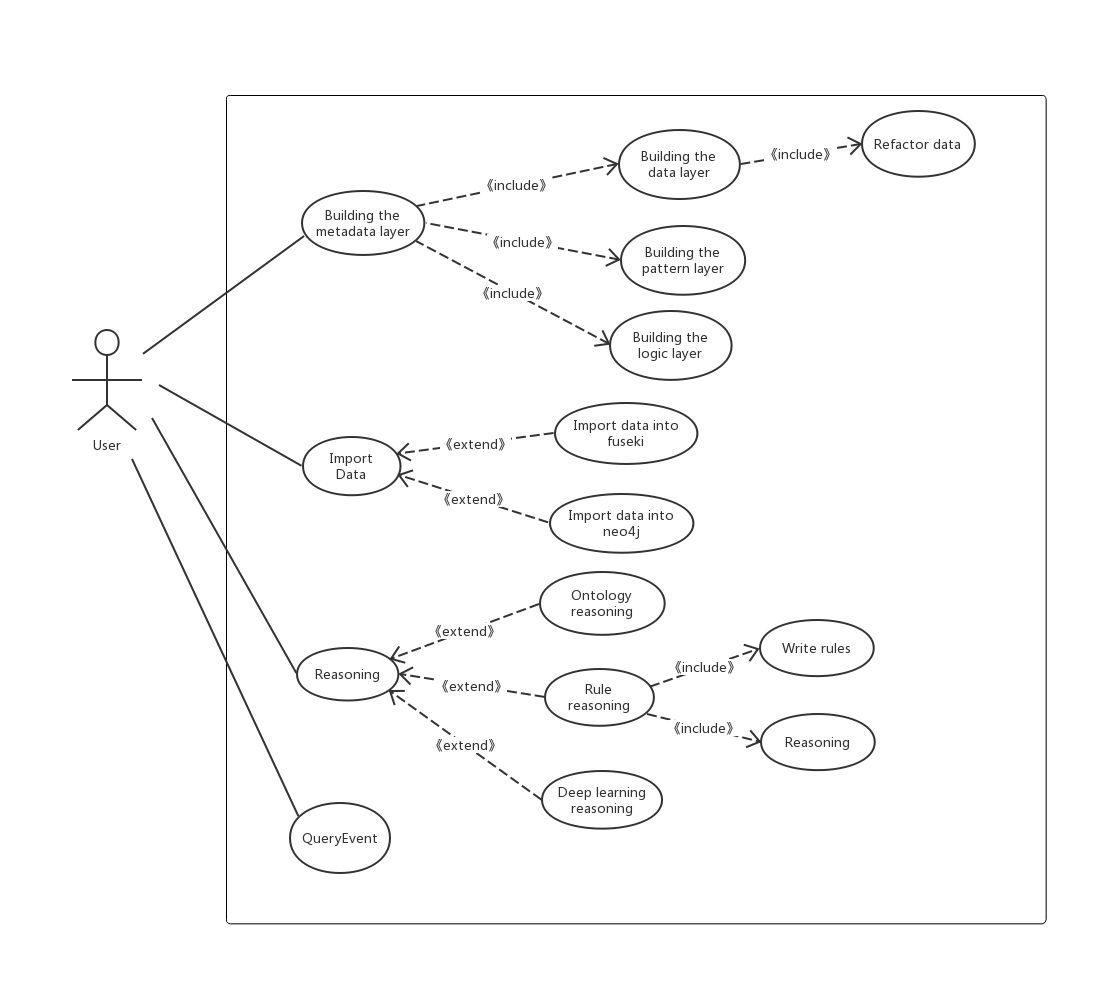 Refactor data
Building the
data layer
《include》
《include》
Building the
metadata layer
《include》
Building the
pattern layer
《include》
Building the
logic layer
User
Import data into
fuseki
《extend》
Import
Data
《extend》
Import data into
neo4j
Ontology
reasoning
《extend》
Write rules
《include》
Reasoning
《extend》
Rule
reasoning
《include》
Reasoning
《extend》
Deep learning
reasoning
QueryEvent